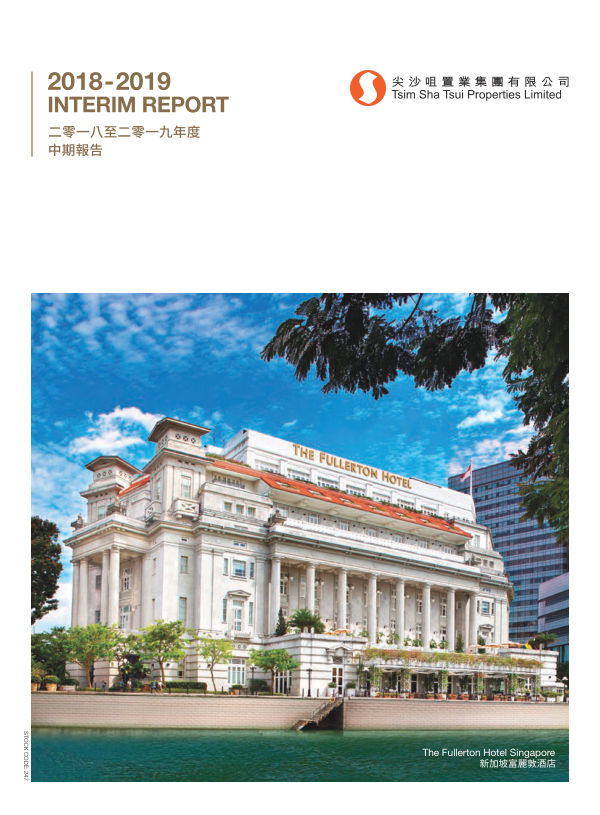 2018-2019
INTERIM REPORT
二零一八至二零一九年度
中期報告
尖沙咀置業集團有限公司
Tsim Sha Tsui Properties Limited
THE FULLERTON HOTEL
STOCK CODE 247
The Fullerton Hotel Singapore
新加坡富麗敦酒店